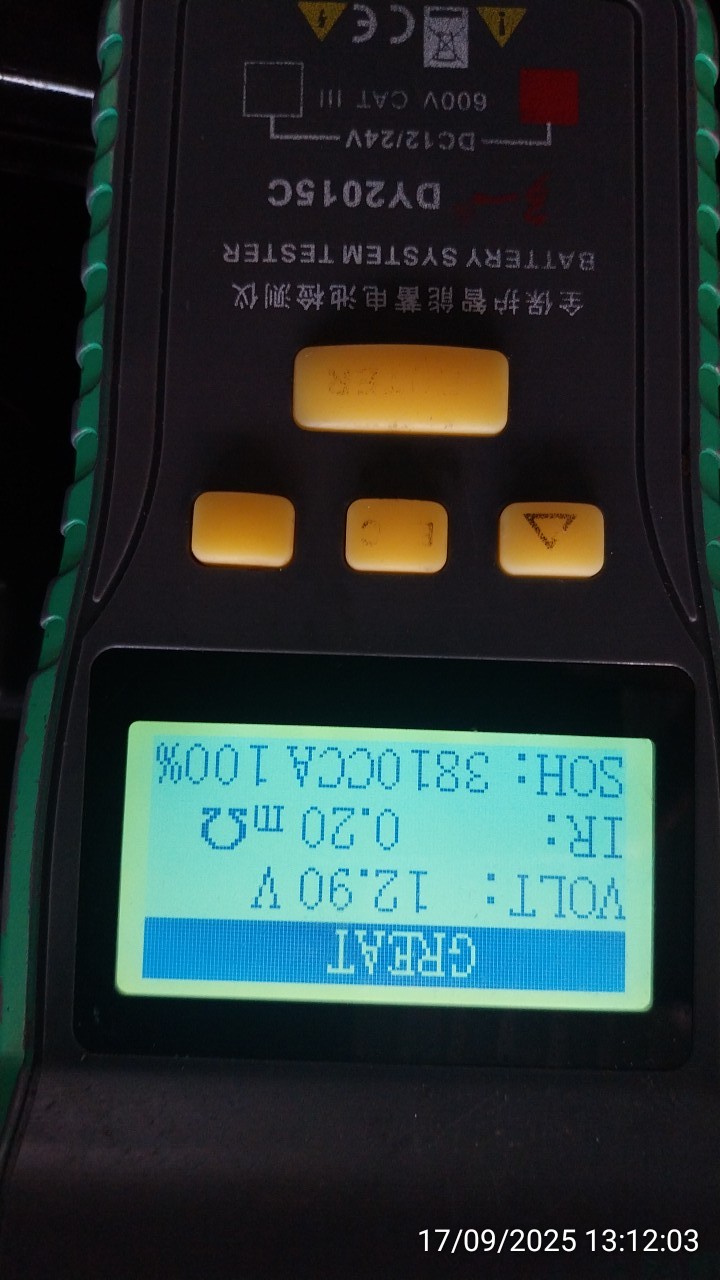 GREAT
VOLT: 12.90 V
IR: 0.20 mΩ
SOH: 3810CCA 100%
全保护智能蓄电池检测仪
BATTERY SYSTEM TESTER
DY2015C
DC12/24V
600V CAT III
CE
17/09/2025 13:12:03